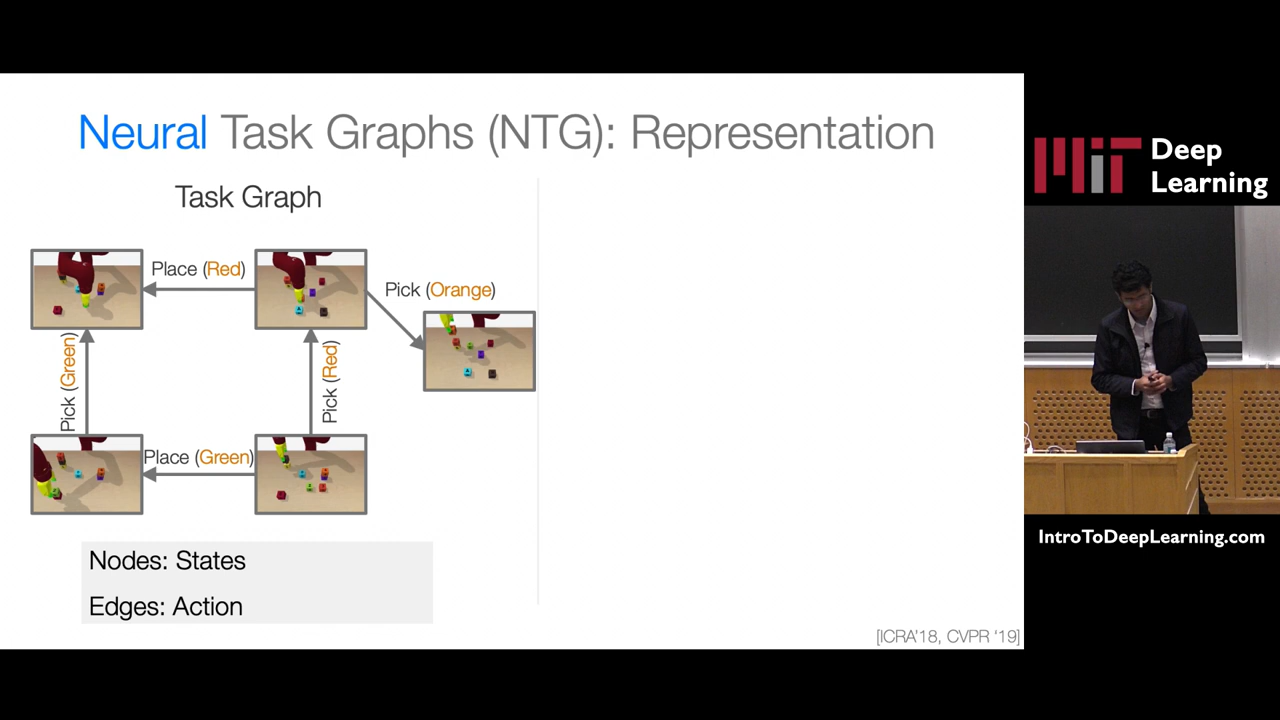 Neural Task Graphs (NTG): Representation
Task Graph
Place (Red)
Pick (Orange)
Pick (Green)
Pick (Red)
Place (Green)
Nodes: States
Edges: Action
[ICRA'18, CVPR '19]
MIT Deep
Learning
IntroToDeepLearning.com